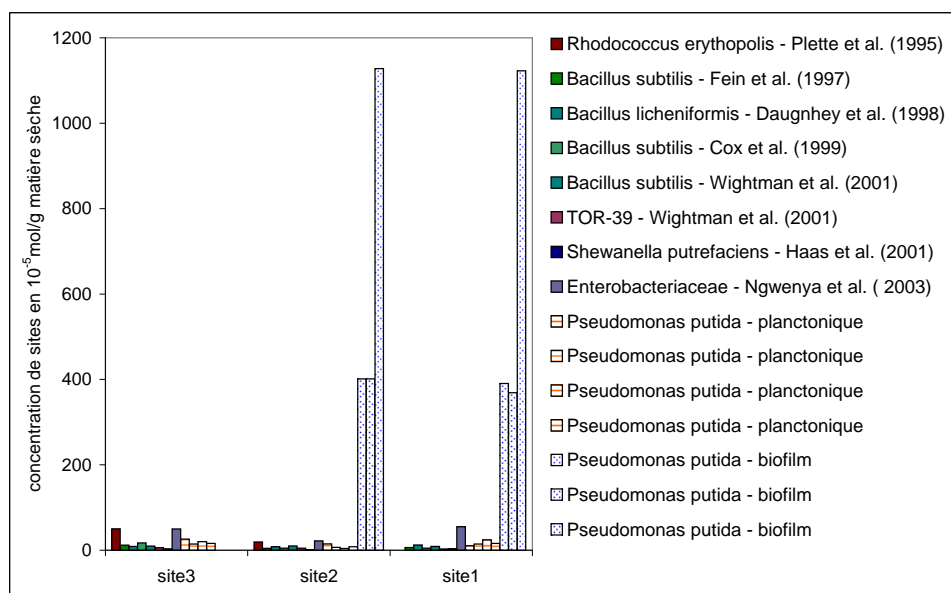 concentration de sites en 10⁻⁵mol/g matière sèche
1200
1000
800
600
400
200
0
site3
site2
site1
Rhodococcus erythopolis - Plette et al. (1995)
Bacillus subtilis - Fein et al. (1997)
Bacillus licheniformis - Daugnhey et al. (1998)
Bacillus subtilis - Cox et al. (1999)
Bacillus subtilis - Wightman et al. (2001)
TOR-39 - Wightman et al. (2001)
Shewanella putrefaciens - Haas et al. (2001)
Enterobacteriaceae - Ngwenya et al. ( 2003)
Pseudomonas putida - planctonique
Pseudomonas putida - planctonique
Pseudomonas putida - planctonique
Pseudomonas putida - planctonique
Pseudomonas putida - biofilm
Pseudomonas putida - biofilm
Pseudomonas putida - biofilm